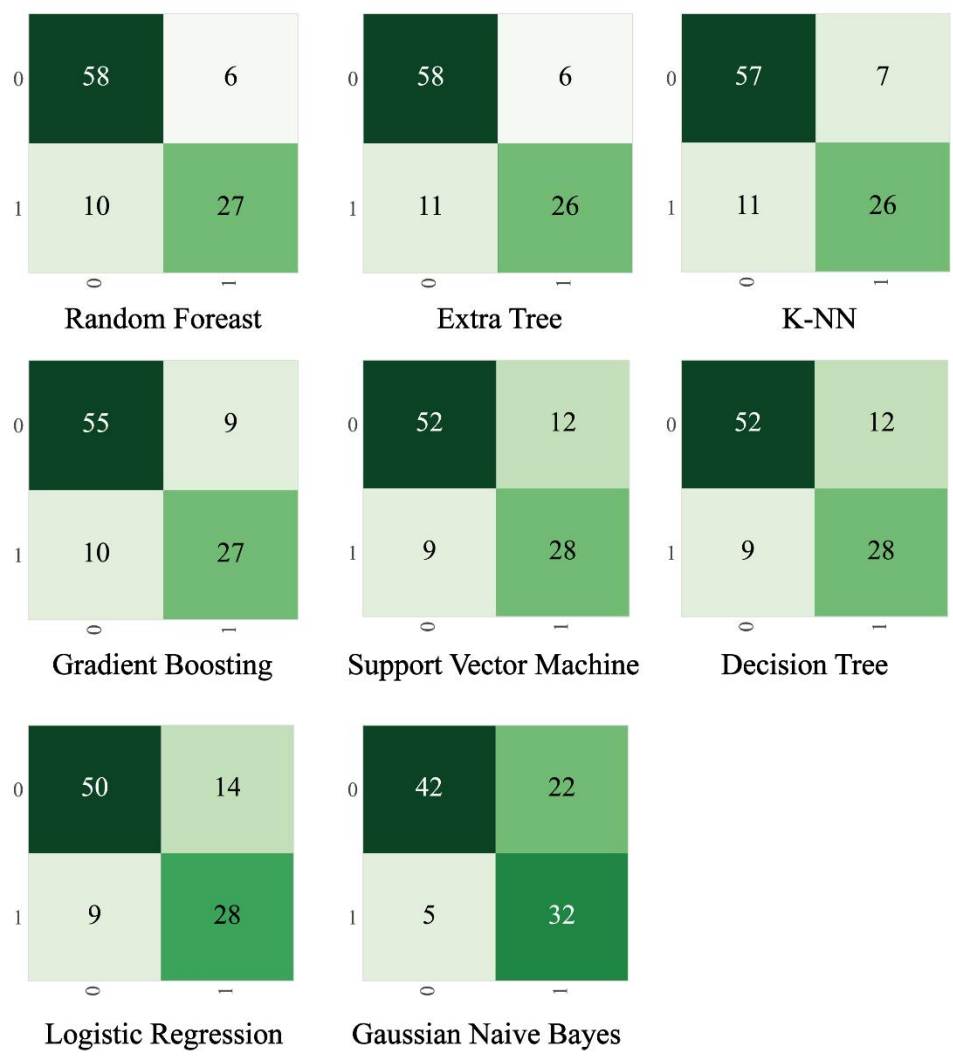 0 58 6 0 58 6 0 57 7
1 10 27 1 11 26 1 11 26
0 1 0 1 0 1
Random Foreast Extra Tree K-NN
0 55 9 0 52 12 0 52 12
1 10 27 1 9 28 1 9 28
0 1 0 1 0 1
Gradient Boosting Support Vector Machine Decision Tree
0 50 14 0 42 22
1 9 28 1 5 32
0 1 0 1
Logistic Regression Gaussian Naive Bayes